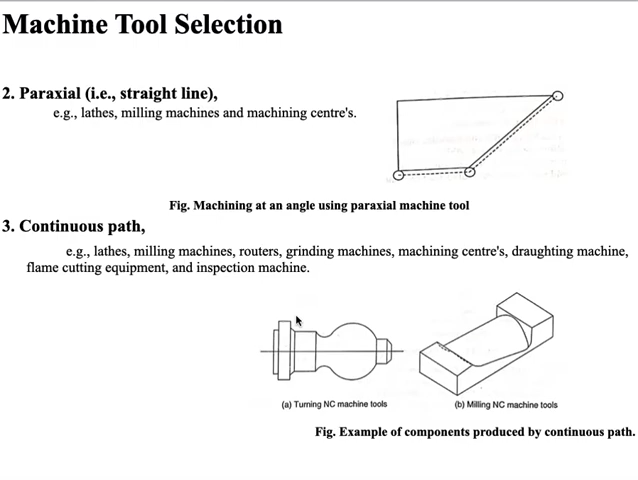 Machine Tool Selection
2. Paraxial (i.e., straight line),
e.g., lathes, milling machines and machining centre's.
Fig. Machining at an angle using paraxial machine tool
3. Continuous path,
e.g., lathes, milling machines, routers, grinding machines, machining centre's, draughting machine,
flame cutting equipment, and inspection machine.
(a) Turning NC machine tools
(b) Milling NC machine tools
Fig. Example of components produced by continuous path.